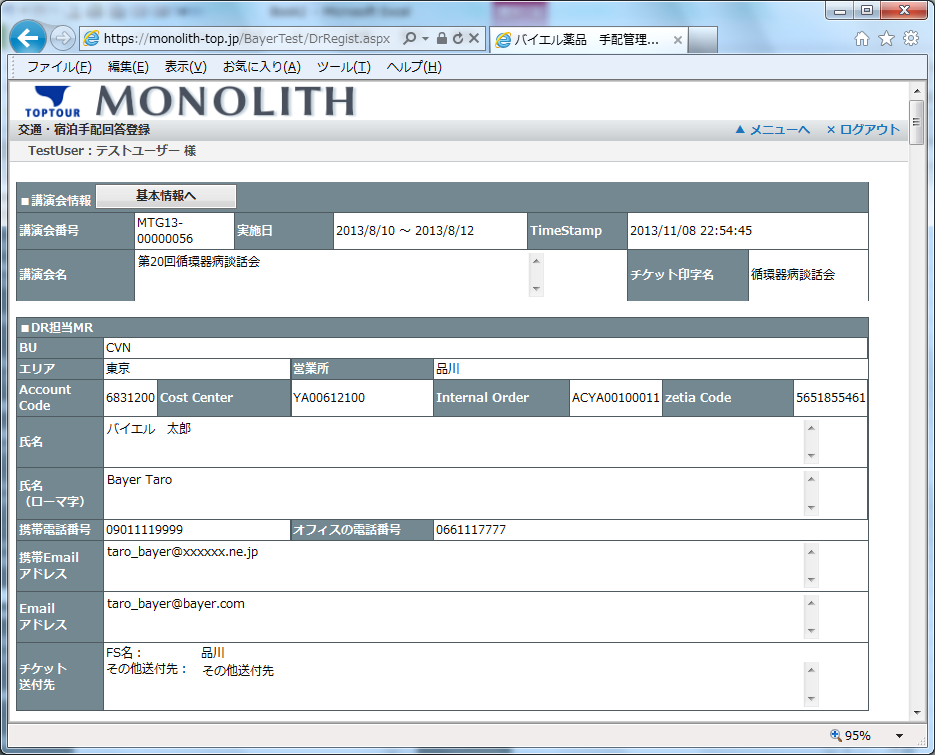 https://monolith-top.jp/BayerTest/DrRegist.aspx
バイエル薬品　手配管理...
ファイル(F) 編集(E) 表示(V) お気に入り(A) ツール(T) ヘルプ(H)
TOPTOUR MONOLITH
交通・宿泊手配回答登録 ▲ メニューへ × ログアウト
TestUser：テストユーザー 様
■講演会情報 基本情報へ
講演会番号 MTG13-00000056 実施日 2013/8/10 ～ 2013/8/12 TimeStamp 2013/11/08 22:54:45
講演会名 第20回循環器病談話会 チケット印字名 循環器病談話会
■DR担当MR
BU CVN
エリア 東京 営業所 品川
Account Code 6831200 Cost Center YA00612100 Internal Order ACYA00100011 zetia Code 5651855461
氏名 バイエル　太郎
氏名（ローマ字） Bayer Taro
携帯電話番号 09011119999 オフィスの電話番号 0661117777
携帯Emailアドレス taro_bayer@xxxxxx.ne.jp
Emailアドレス taro_bayer@bayer.com
チケット送付先 FS名： 品川
その他送付先： その他送付先
95%